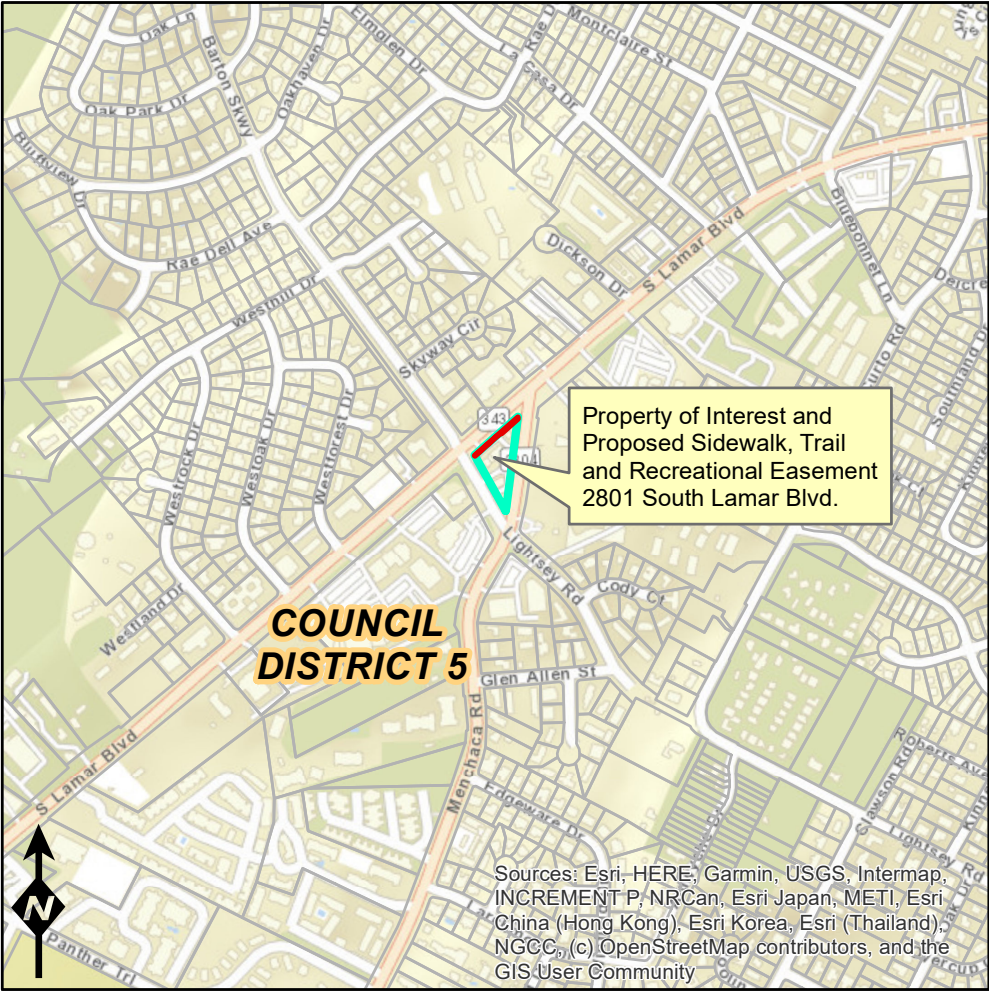 Oak Ln
Barton Skwy
Oakhaven Dr
Elmglen Dr
La Casa Dr
Rae D
Montclaire St
Oak Park Dr
Bluebonnet Ln
Rae Dell Ave
Dickson Dr
S Lamar Blvd
Westhill Dr
Skyway Cir
Curto Rd
Southland Dr
343
Property of Interest and
Proposed Sidewalk, Trail
and Recreational Easement
2801 South Lamar Blvd.
Westrock Dr
Westoak Dr
Westforest Dr
Lightsey Rd
Cody Ct
Westland Dr
COUNCIL
DISTRICT 5
Glen Allen St
Menchaca Rd
S Lamar Blvd
Edgeware Dr
Clawson Rd
Roberts Ave
Lightsey Rd
Oak Dr
N
Panther Trl
Sources: Esri, HERE, Garmin, USGS, Intermap,
INCREMENT P, NRCan, Esri Japan, METI, Esri
China (Hong Kong), Esri Korea, Esri (Thailand),
NGCC, (c) OpenStreetMap contributors, and the
GIS User Community